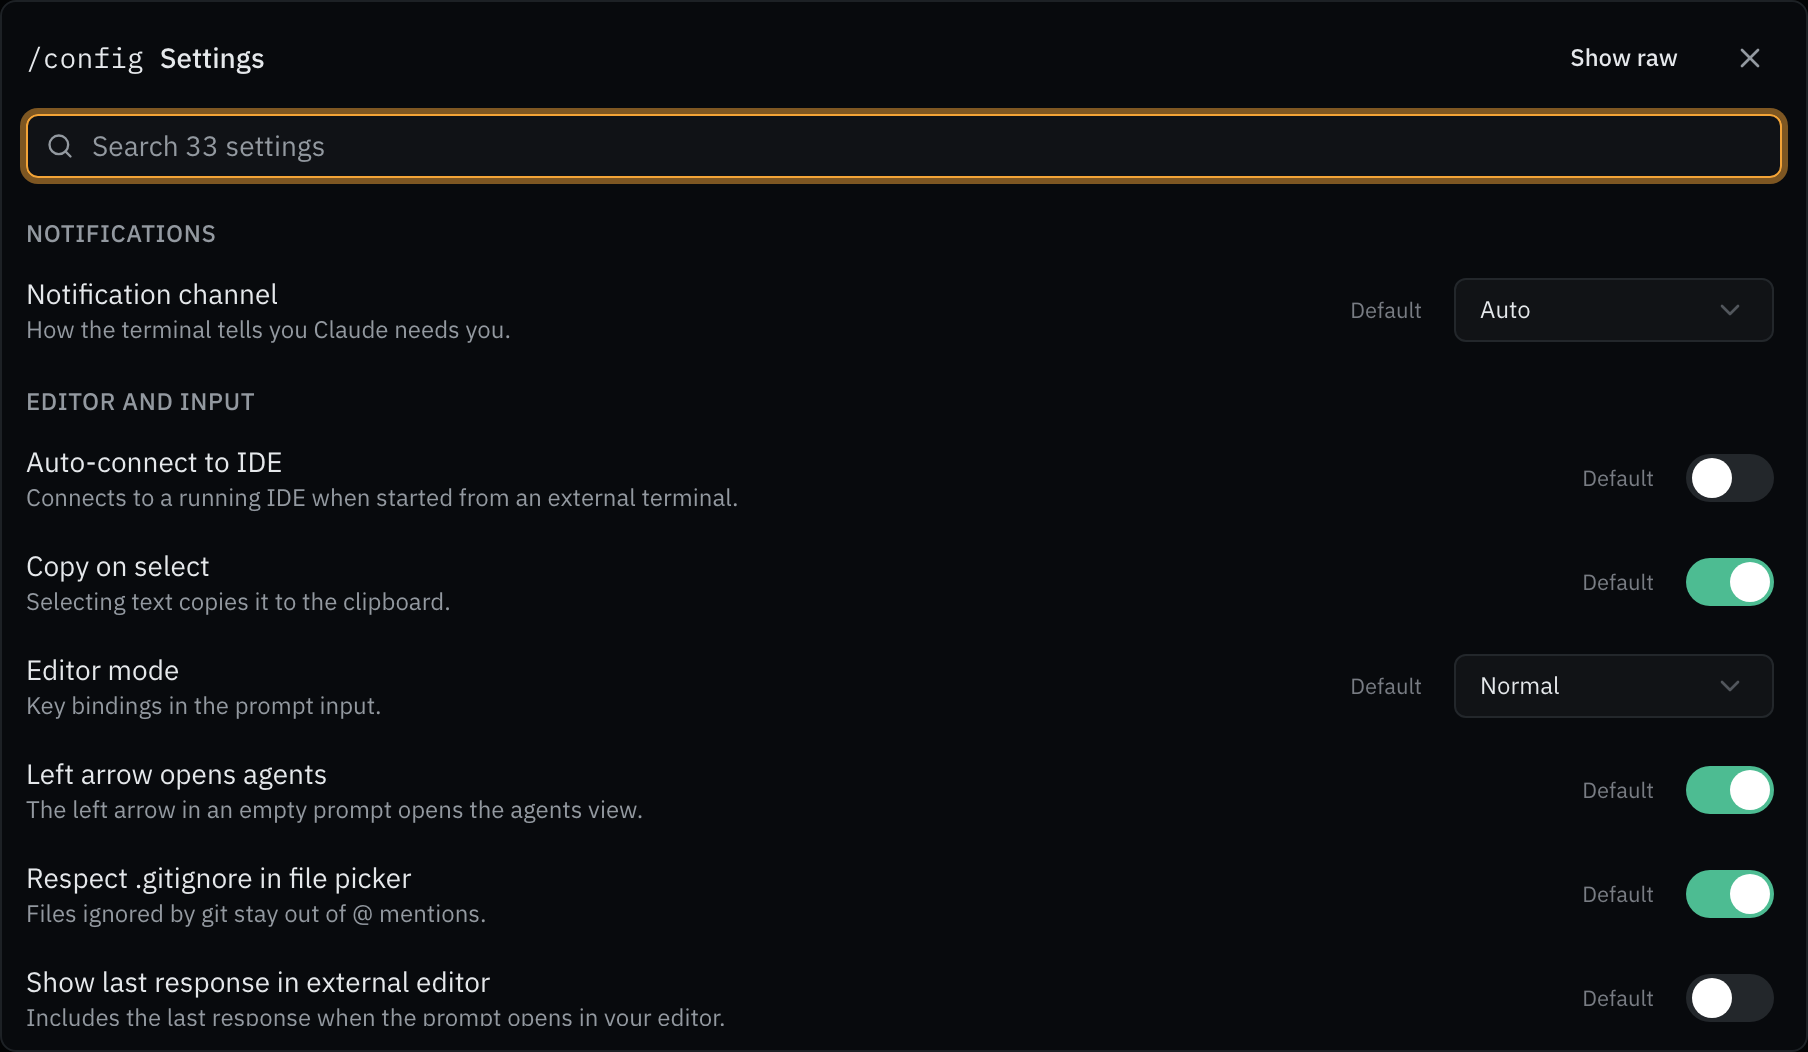 /config Settings
Show raw
Search 33 settings
NOTIFICATIONS
Notification channel
How the terminal tells you Claude needs you.
Default
Auto
EDITOR AND INPUT
Auto-connect to IDE
Connects to a running IDE when started from an external terminal.
Default
Copy on select
Selecting text copies it to the clipboard.
Default
Editor mode
Key bindings in the prompt input.
Default
Normal
Left arrow opens agents
The left arrow in an empty prompt opens the agents view.
Default
Respect .gitignore in file picker
Files ignored by git stay out of @ mentions.
Default
Show last response in external editor
Includes the last response when the prompt opens in your editor.
Default